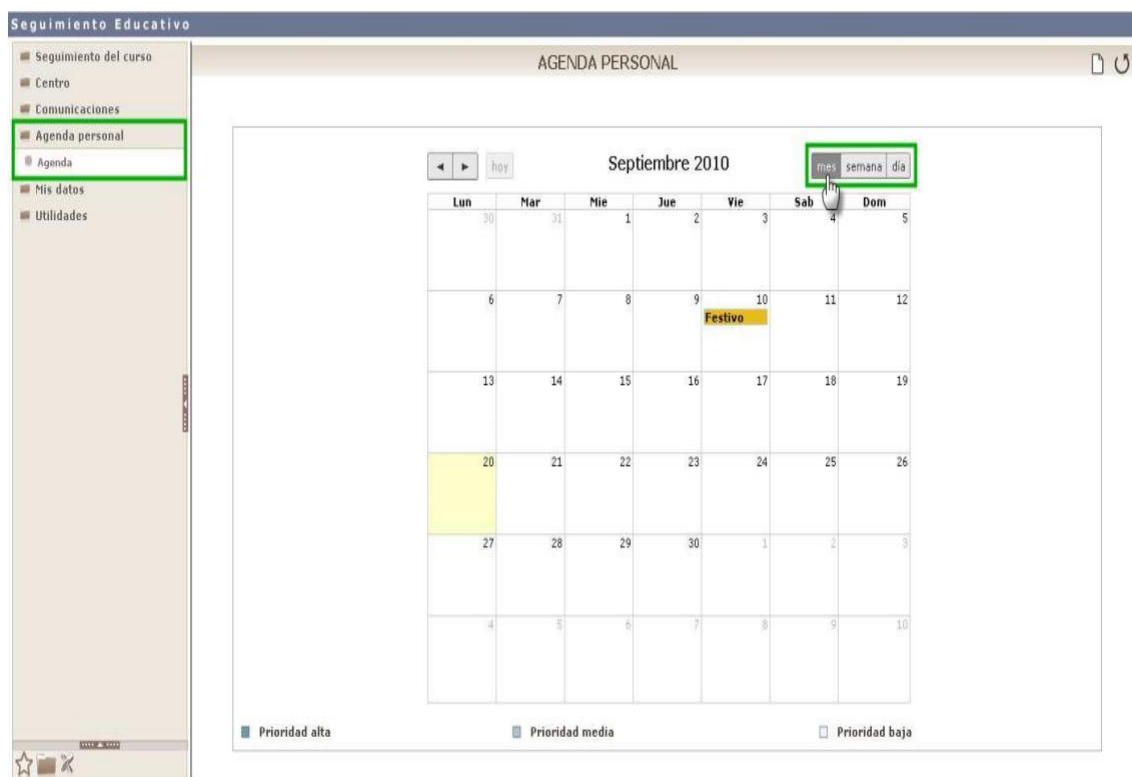 Seguimiento Educativo
Seguimiento del curso
Centro
Comunicaciones
Agenda personal
Agenda
Mis datos
Utilidades
AGENDA PERSONAL
hoy
Septiembre 2010
mes semana día
Lun Mar Mie Jue Vie Sab Dom
30 31 1 2 3 4 5
6 7 8 9 10 11 12
Festivo
13 14 15 16 17 18 19
20 21 22 23 24 25 26
27 28 29 30 1 2 3
4 5 6 7 8 9 10
Prioridad alta Prioridad media Prioridad baja